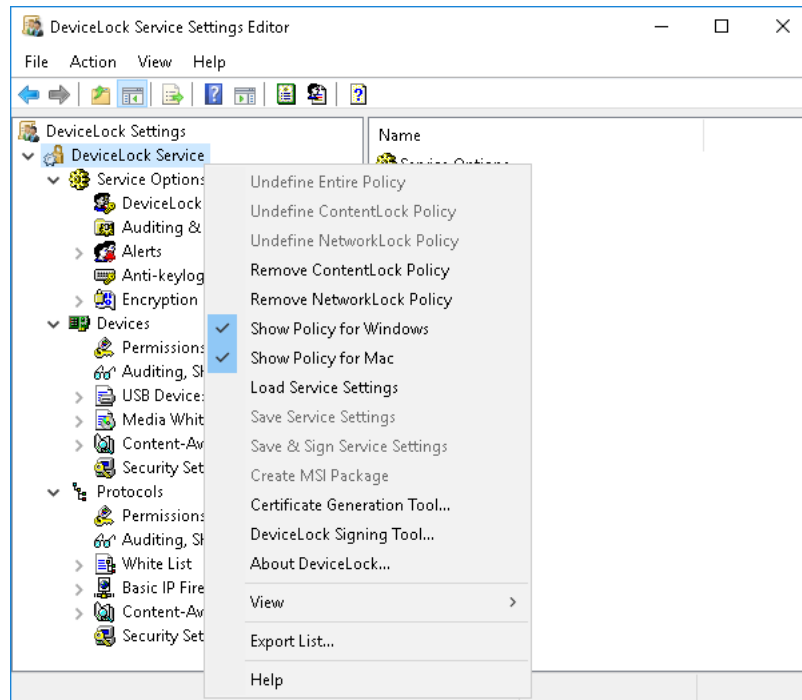 DeviceLock Service Settings Editor
File Action View Help
DeviceLock Settings
Name
DeviceLock Service
Service Options
Service Options
DeviceLock
Auditing &
Alerts
Anti-keylog
Encryption
Devices
Permissions
Auditing, Sh
USB Devices
Media Whit
Content-Aw
Security Set
Protocols
Permissions
Auditing, Sh
White List
Basic IP Fire
Content-Aw
Security Set
Undefine Entire Policy
Undefine ContentLock Policy
Undefine NetworkLock Policy
Remove ContentLock Policy
Remove NetworkLock Policy
Show Policy for Windows
Show Policy for Mac
Load Service Settings
Save Service Settings
Save & Sign Service Settings
Create MSI Package
Certificate Generation Tool...
DeviceLock Signing Tool...
About DeviceLock...
View
Export List...
Help